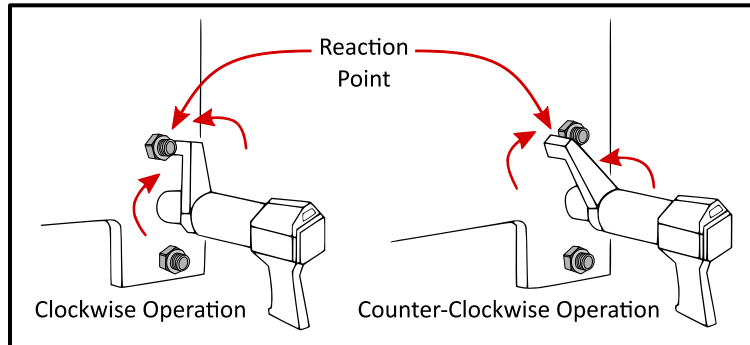 Reaction
Point
Clockwise Operation
Counter-Clockwise Operation